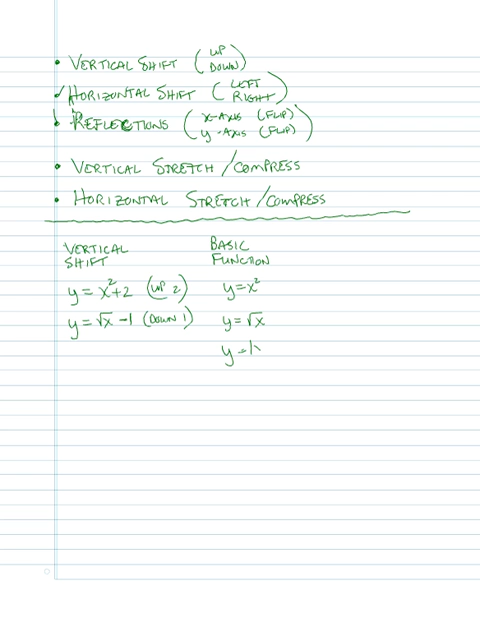 • VERTICAL SHIFT (UP DOWN)
• HORIZONTAL SHIFT (LEFT RIGHT)
• REFLECTIONS (X-AXIS (FLIP) y-AXIS (FLIP))
• VERTICAL STRETCH/COMPRESS
• HORIZONTAL STRETCH/COMPRESS
VERTICAL SHIFT
BASIC FUNCTION
y = x²+2 (UP 2)
y = x²
y = √x -1 (DOWN 1)
y = √x
y =